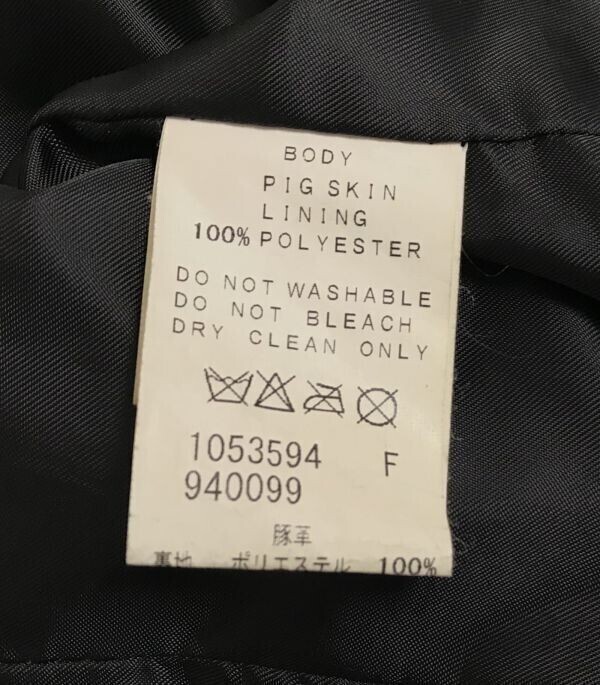 BODY
PIG SKIN
LINING
100% POLYESTER
DO NOT WASHABLE
DO NOT BLEACH
DRY CLEAN ONLY
1053594 F
940099
豚革
裏地 ポリエステル 100%